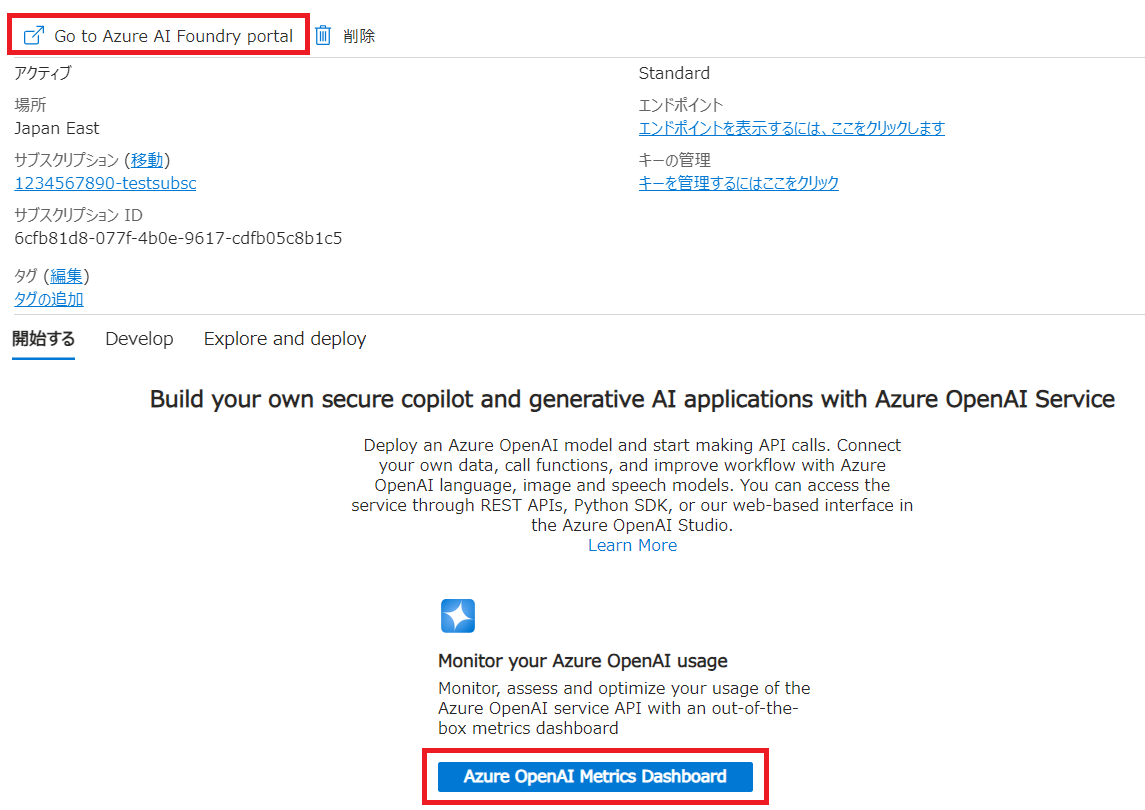 Go to Azure AI Foundry portal 削除
アクティブ
場所
Japan East
サブスクリプション (移動)
1234567890-testsubsc
サブスクリプション ID
6cfb81d8-077f-4b0e-9617-cdfb05c8b1c5
タグ (編集)
タグの追加
Standard
エンドポイント
エンドポイントを表示するには、ここをクリックします
キーの管理
キーを管理するにはここをクリック
開始する Develop Explore and deploy
Build your own secure copilot and generative AI applications with Azure OpenAI Service
Deploy an Azure OpenAI model and start making API calls. Connect
your own data, call functions, and improve workflow with Azure
OpenAI language, image and speech models. You can access the
service through REST APIs, Python SDK, or our web-based interface in
the Azure OpenAI Studio.
Learn More
Monitor your Azure OpenAI usage
Monitor, assess and optimize your usage of the
Azure OpenAI service API with an out-of-the-
box metrics dashboard
Azure OpenAI Metrics Dashboard